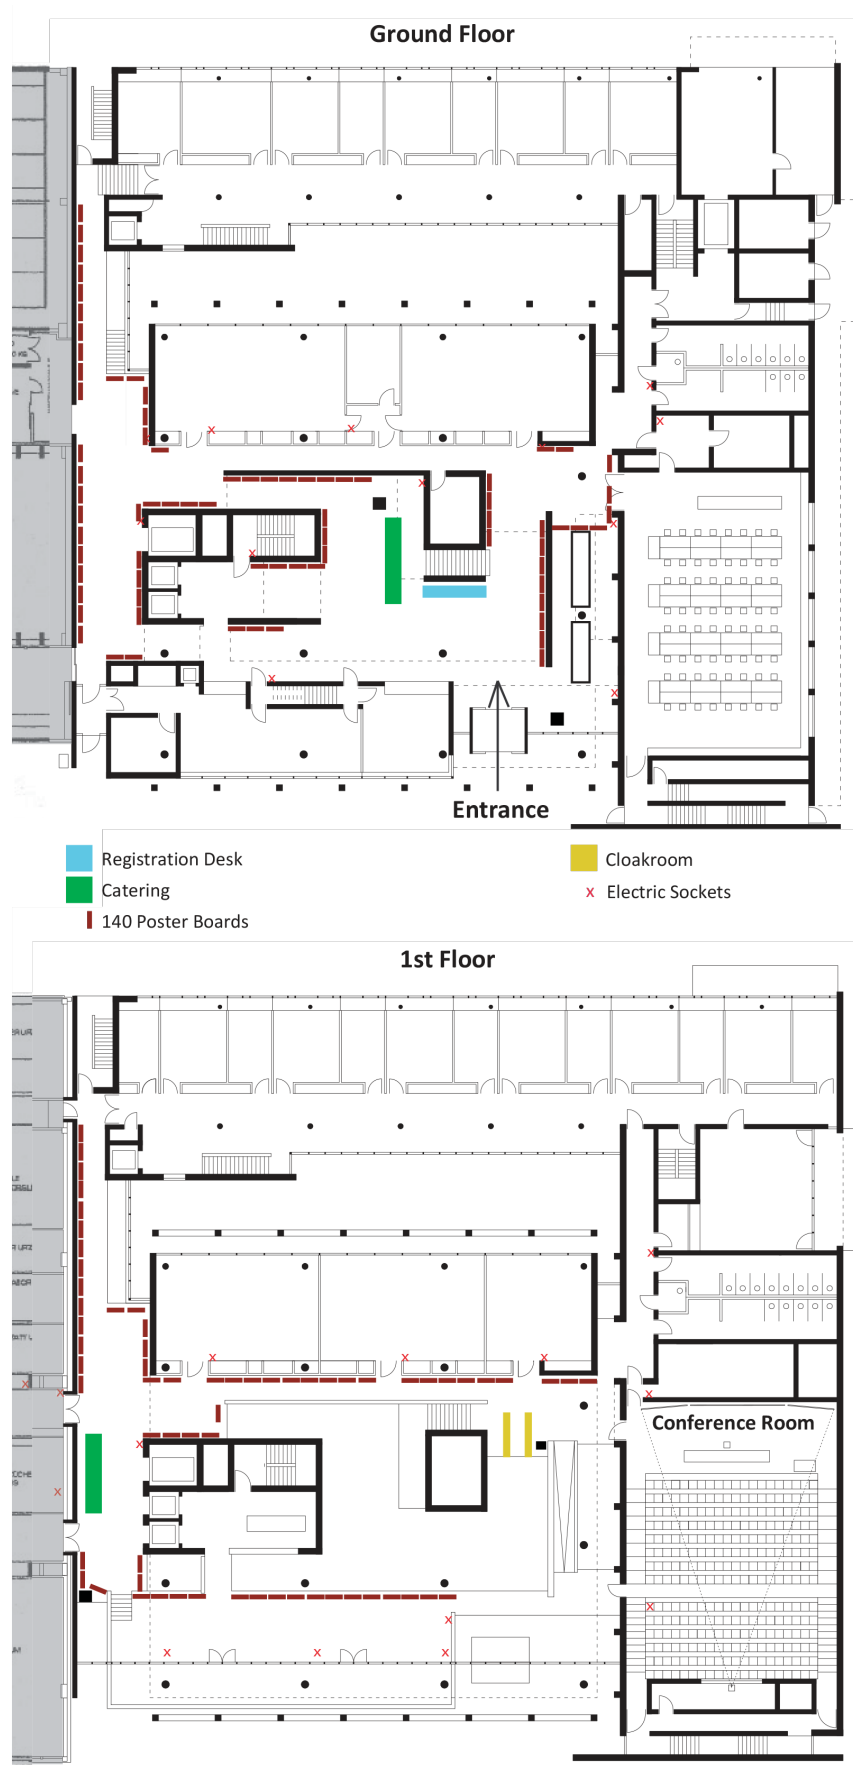 Ground Floor
Entrance
Registration Desk
Cloakroom
Catering
x Electric Sockets
140 Poster Boards
1st Floor
Conference Room